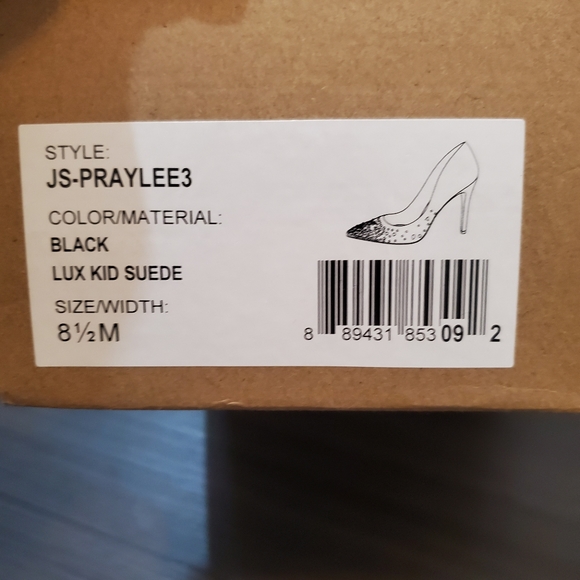 STYLE:
JS-PRAYLEE3
COLOR/MATERIAL:
BLACK
LUX KID SUEDE
SIZE/WIDTH:
8½M
8 89431 853 09 2